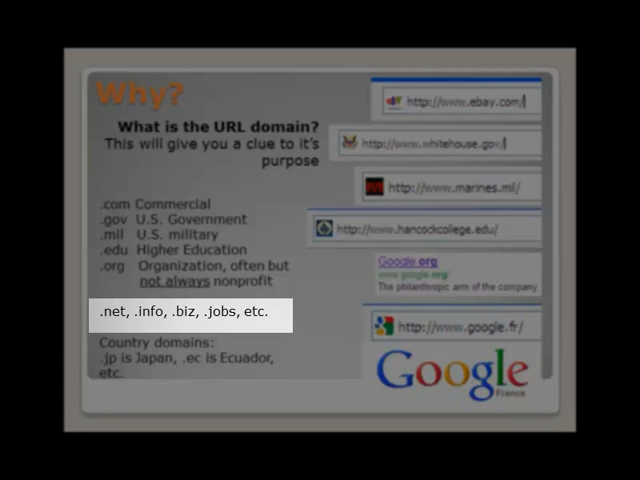 Why?
What is the URL domain?
This will give you a clue to it's
purpose
.com Commercial
.gov U.S. Government
.mil U.S. military
.edu Higher Education
.org Organization, often but
not always nonprofit
.net, .info, .biz, .jobs, etc.
Country domains:
.jp is Japan, .ec is Ecuador,
etc.
http://www.ebay.com/
http://www.whitehouse.gov/
http://www.marines.mil/
http://www.hancockcollege.edu/
Google.org
www.google.org/
The philanthropic arm of the company
http://www.google.fr/
Google
France